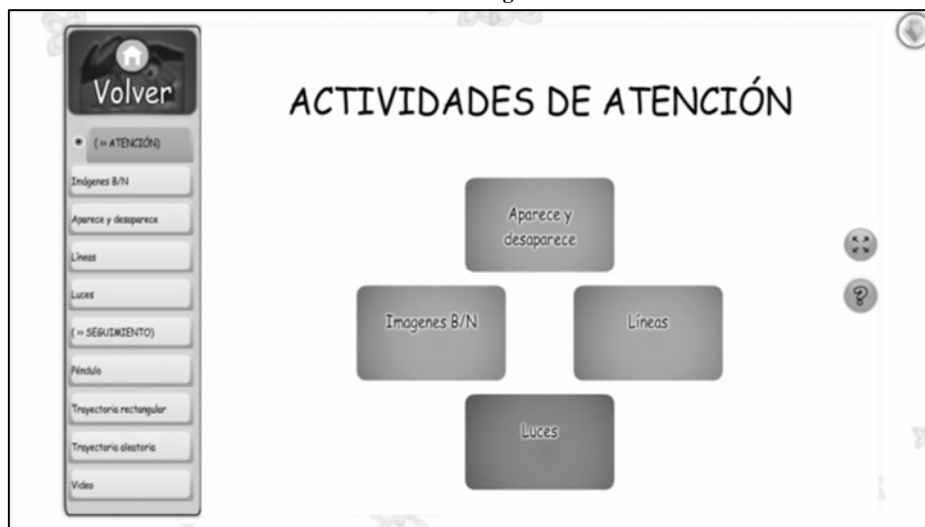 Volver
(» ATENCIÓN)
Imágenes B/N
Aparece y desaparece
Líneas
Luces
(» SEGUIMIENTO)
Péndulo
Trayectoria rectangular
Trayectoria aleatoria
Video
ACTIVIDADES DE ATENCIÓN
Aparece y
desaparece
Imagenes B/N
Líneas
Luces
?